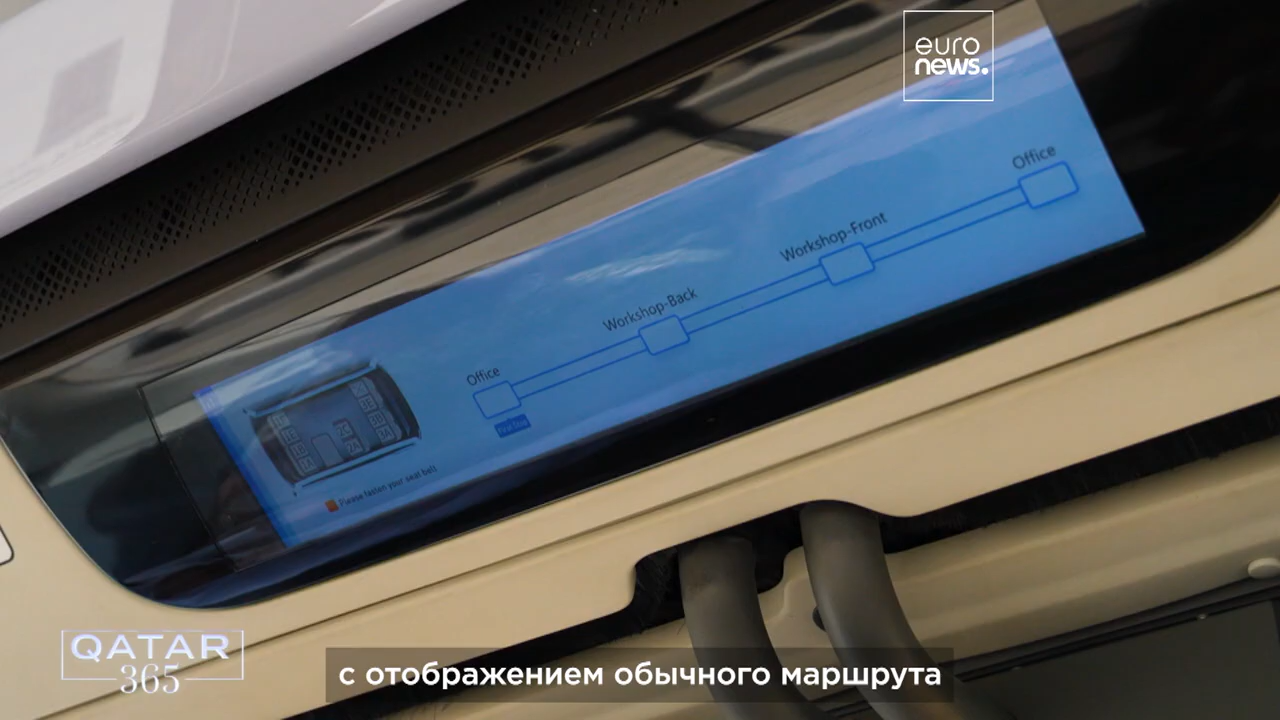 euro
news.
Office
Workshop-Front
Workshop-Back
Office
Please fasten your seat belt
QATAR
365
с отображением обычного маршрута